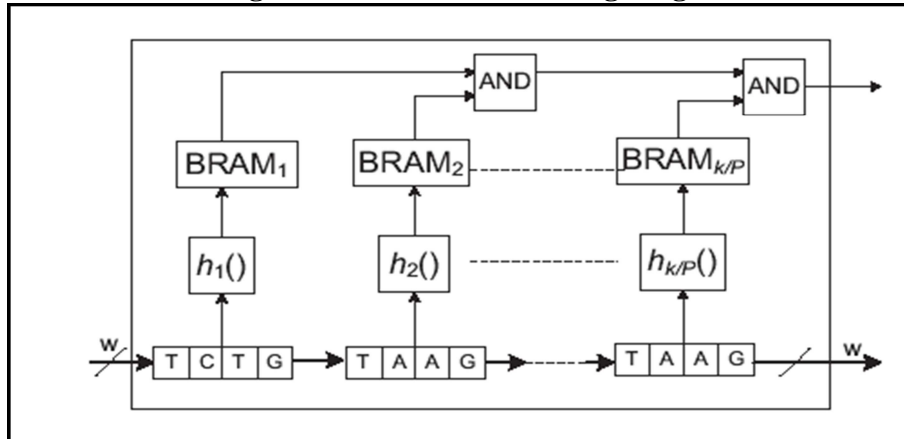 AND
AND
BRAM₁
BRAM₂
BRAMₖ/P
h₁()
h₂()
hₖ/P()
w
T C T G
T A A G
T A A G
w